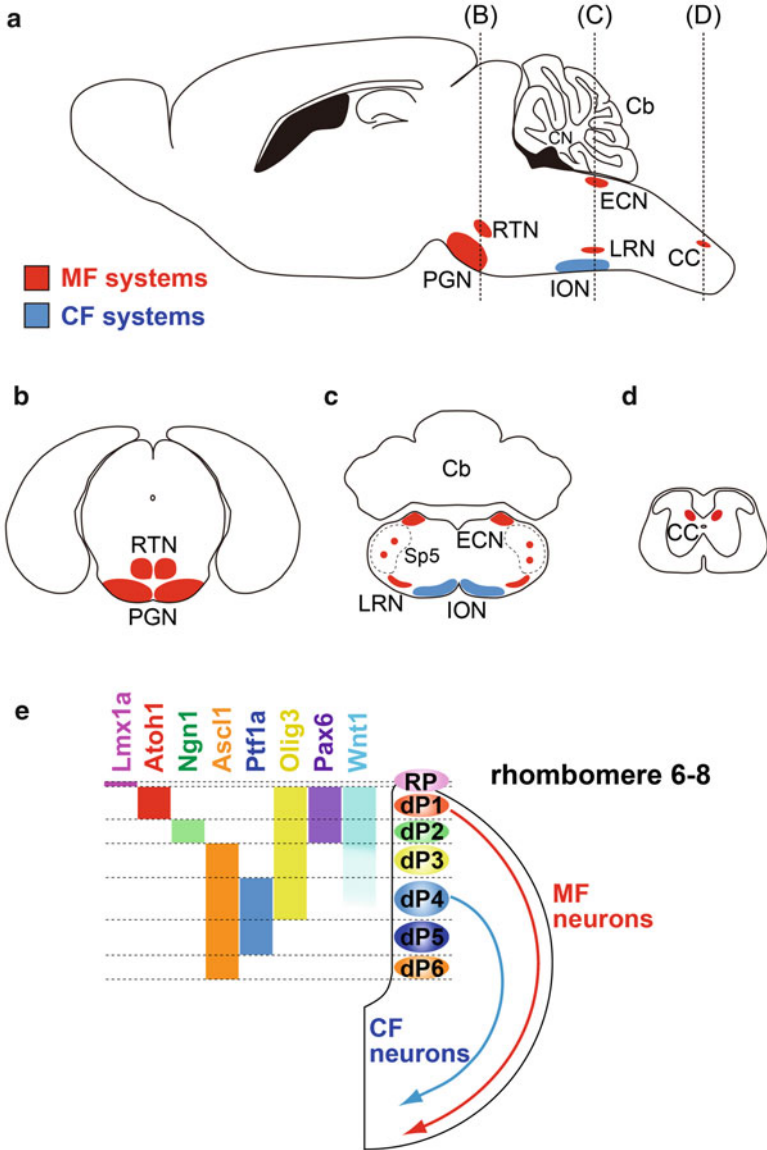 a
(B)
(C)
(D)
Cb
CN
ECN
RTN
LRN
PGN
CC
ION
MF systems
CF systems
b
c
d
Cb
RTN
PGN
ECN
Sp5
LRN
ION
CC
e
Lmx1a
Atoh1
Ngn1
Ascl1
Ptf1a
Olig3
Pax6
Wnt1
rhombomere 6-8
RP
dP1
dP2
dP3
dP4
dP5
dP6
MF
neurons
CF
neurons